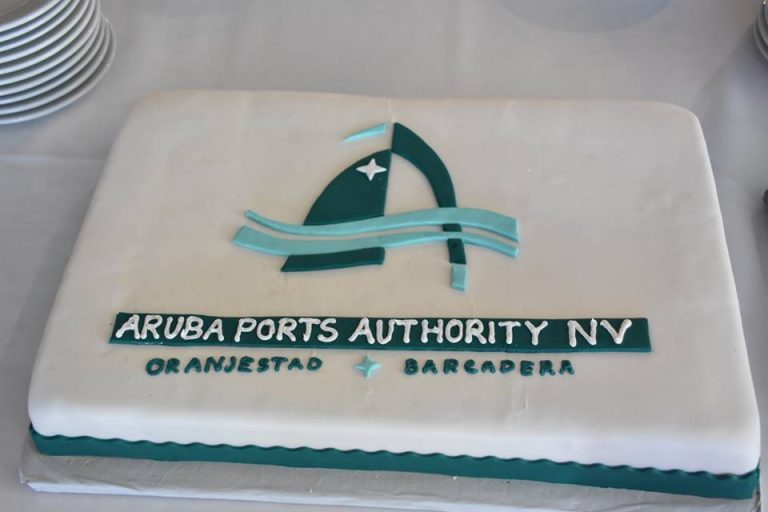 ARUBA PORTS AUTHORITY NV
ORANJESTAD BARCADERA